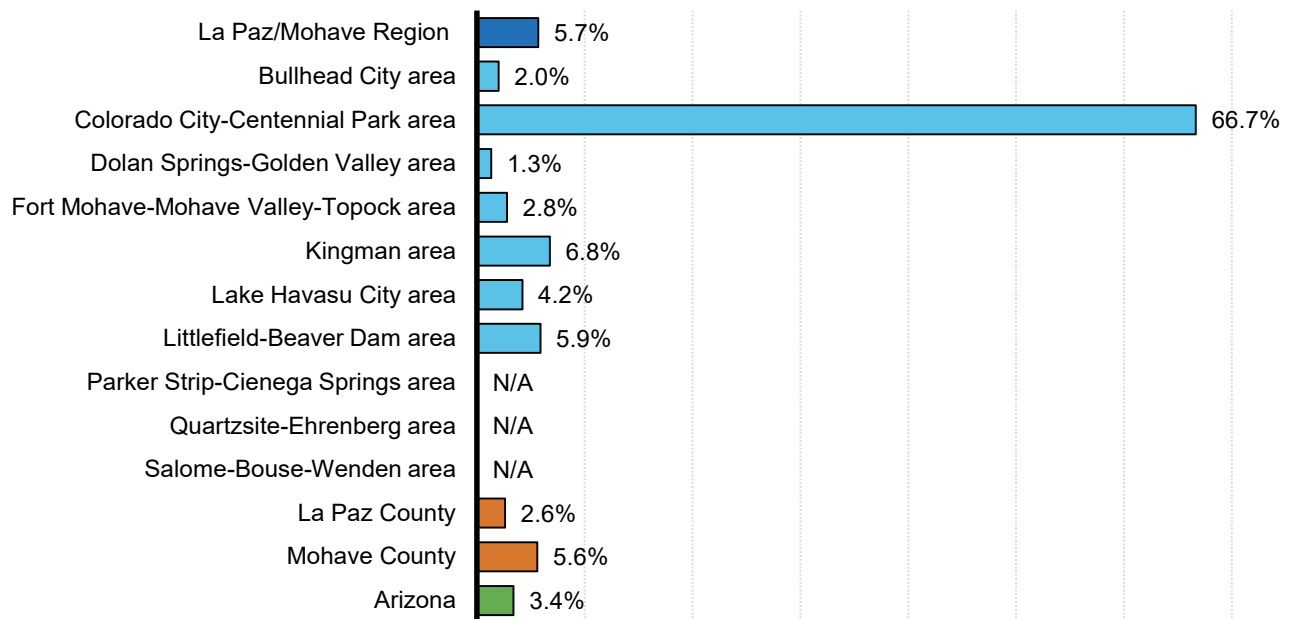 La Paz/Mohave Region 5.7%
Bullhead City area 2.0%
Colorado City-Centennial Park area 66.7%
Dolan Springs-Golden Valley area 1.3%
Fort Mohave-Mohave Valley-Topock area 2.8%
Kingman area 6.8%
Lake Havasu City area 4.2%
Littlefield-Beaver Dam area 5.9%
Parker Strip-Cienega Springs area N/A
Quartzsite-Ehrenberg area N/A
Salome-Bouse-Wenden area N/A
La Paz County 2.6%
Mohave County 5.6%
Arizona 3.4%